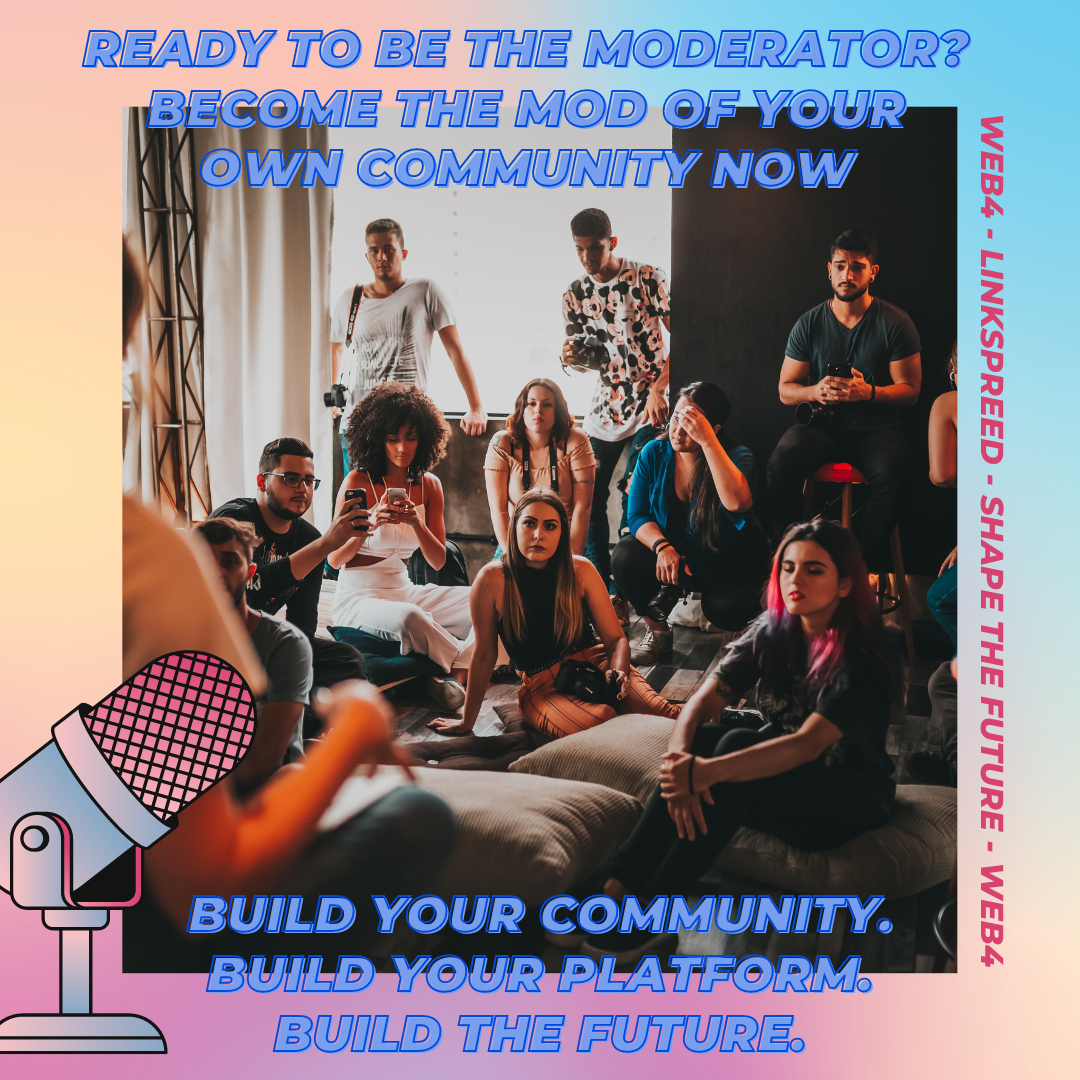 READY TO BE THE MODERATOR?
BECOME THE MOD OF YOUR
OWN COMMUNITY NOW
WEB4 - LINKSPREED - SHAPE THE FUTURE - WEB4
BUILD YOUR COMMUNITY.
BUILD YOUR PLATFORM.
BUILD THE FUTURE.